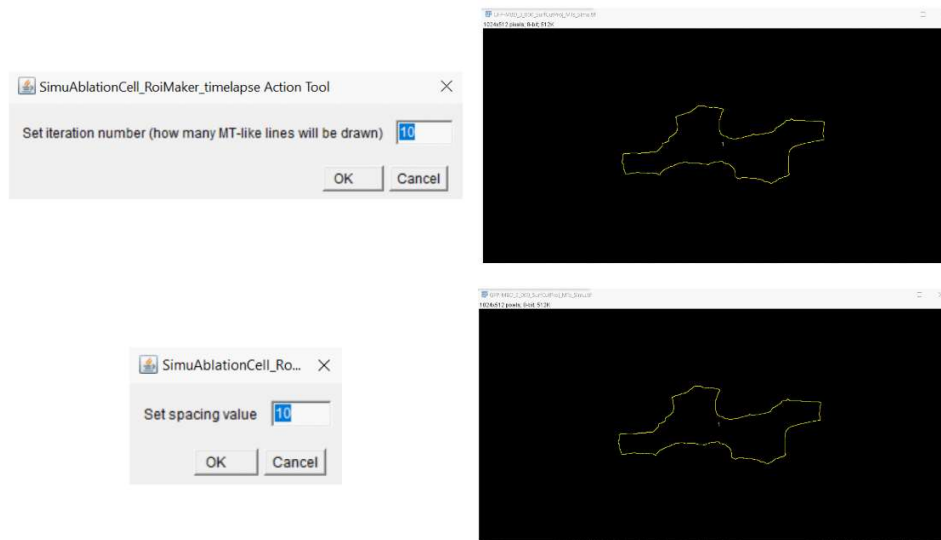 1024x512 pixels; 8-bit; 512K
SimuAblationCell_RoiMaker_timelapse Action Tool
Set iteration number (how many MT-like lines will be drawn) 10
OK Cancel
1024x512 pixels; 8-bit; 512K
SimuAblationCell_Ro...
Set spacing value 10
OK Cancel